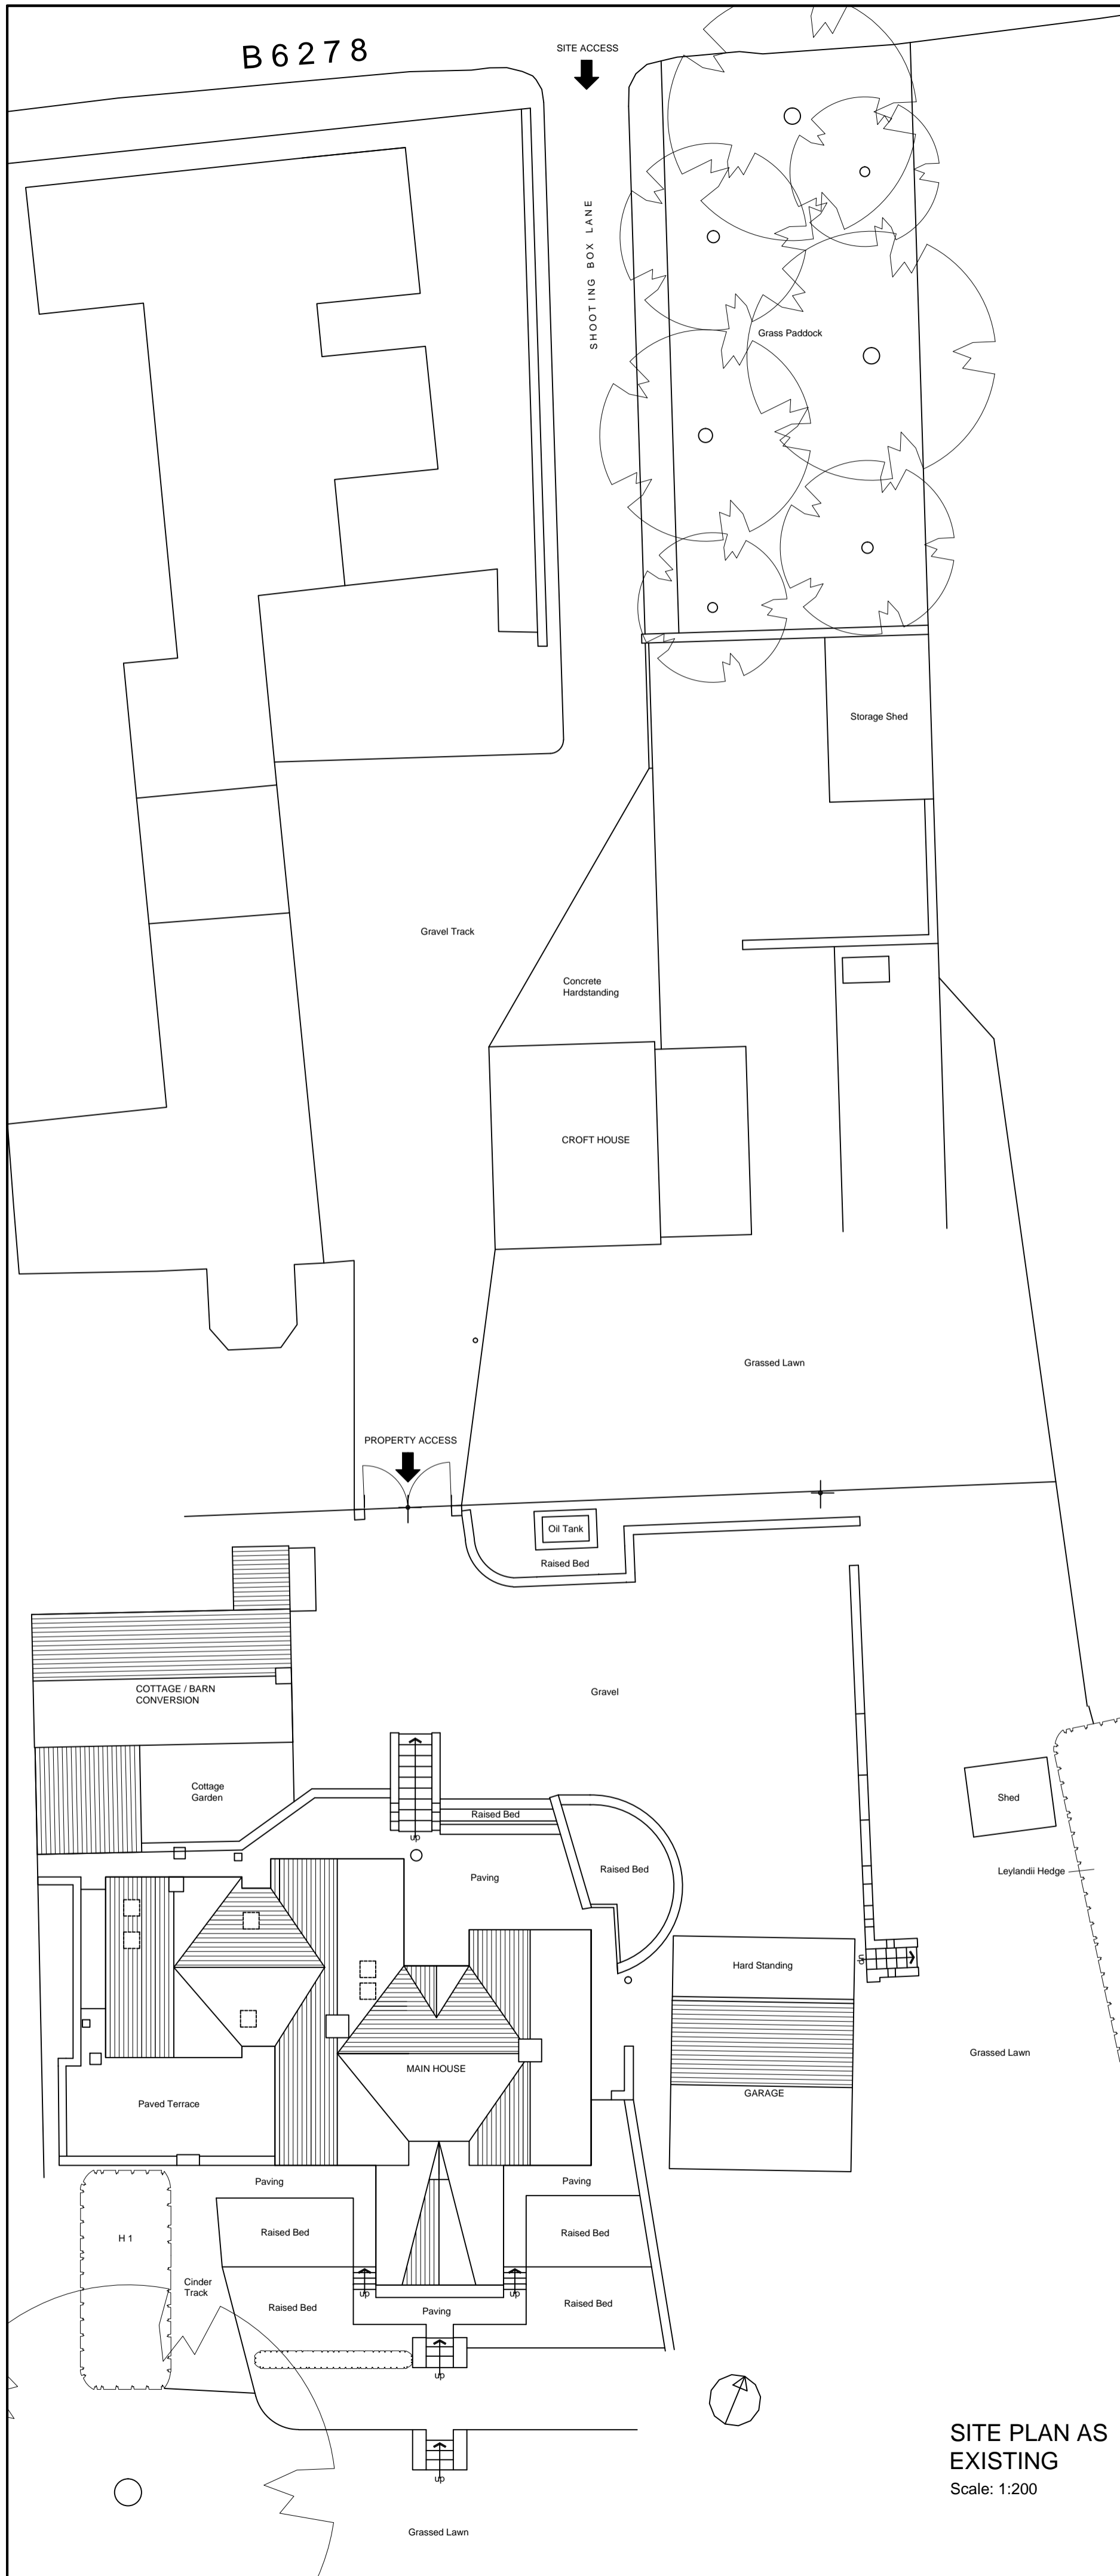 B6278
SITE ACCESS
SHOOTING BOX LANE
Grass Paddock
Storage Shed
Gravel Track
Concrete
Hardstanding
CROFT HOUSE
Grassed Lawn
PROPERTY ACCESS
Oil Tank
Raised Bed
COTTAGE / BARN
CONVERSION
Gravel
Cottage
Garden
Shed
Raised Bed
up
Raised Bed
Leylandii Hedge
Paving
Hard Standing
up
Grassed Lawn
MAIN HOUSE
GARAGE
Paved Terrace
Paving
Paving
Raised Bed
Raised Bed
H 1
Cinder
Track
up
up
Raised Bed
Paving
Raised Bed
up
SITE PLAN AS
EXISTING
Scale: 1:200
up
Grassed Lawn